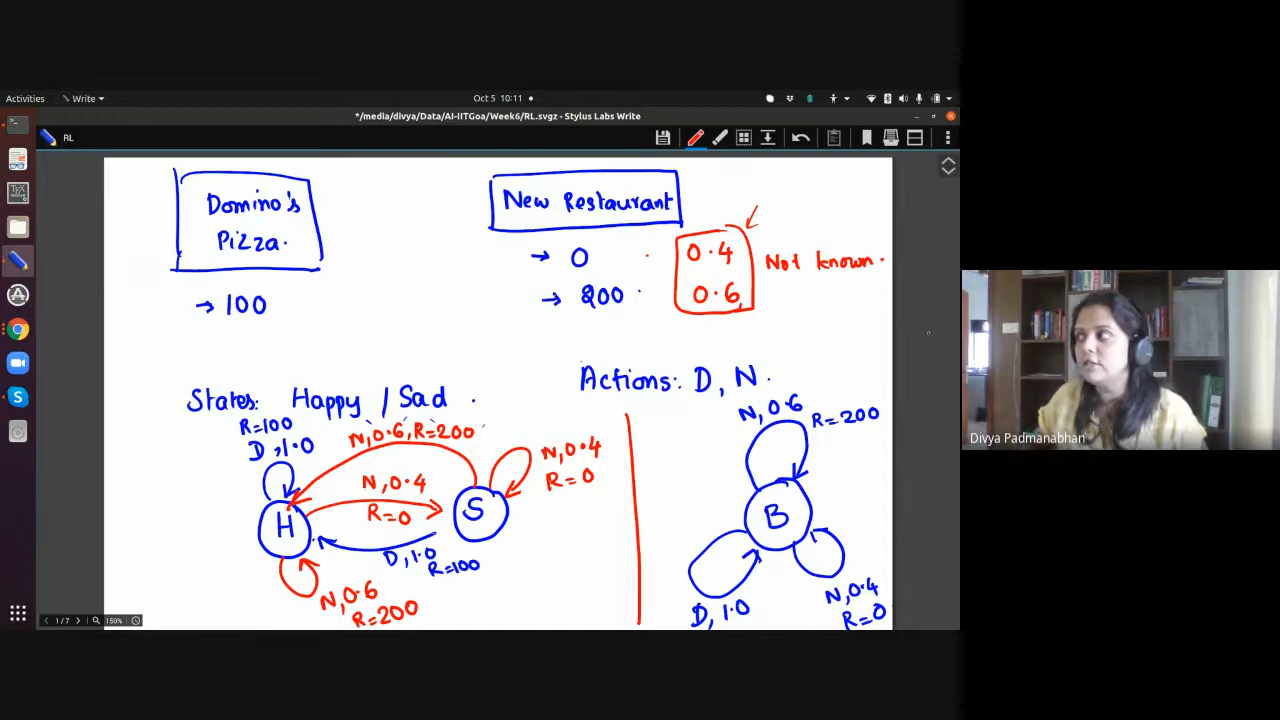 Activities
Write
Oct 5 10:11
*/media/divya/Data/AI-IITGoa/Week6/RL.svgz - Stylus Labs Write
RL
Domino's
Pizza.
→ 100
New Restaurant
→ 0
→ 200
0.4
0.6
Not known.
States: Happy / Sad
Actions: D, N.
R=100
D, 1.0
N, 0.6, R=200
N, 0.4
R=0
N, 0.4
R=0
H
S
D, 1.0
R=100
N, 0.6
R=200
N, 0.6
R=200
B
D, 1.0
N, 0.4
R=0
Divya Padmanabhan
1/7
150%